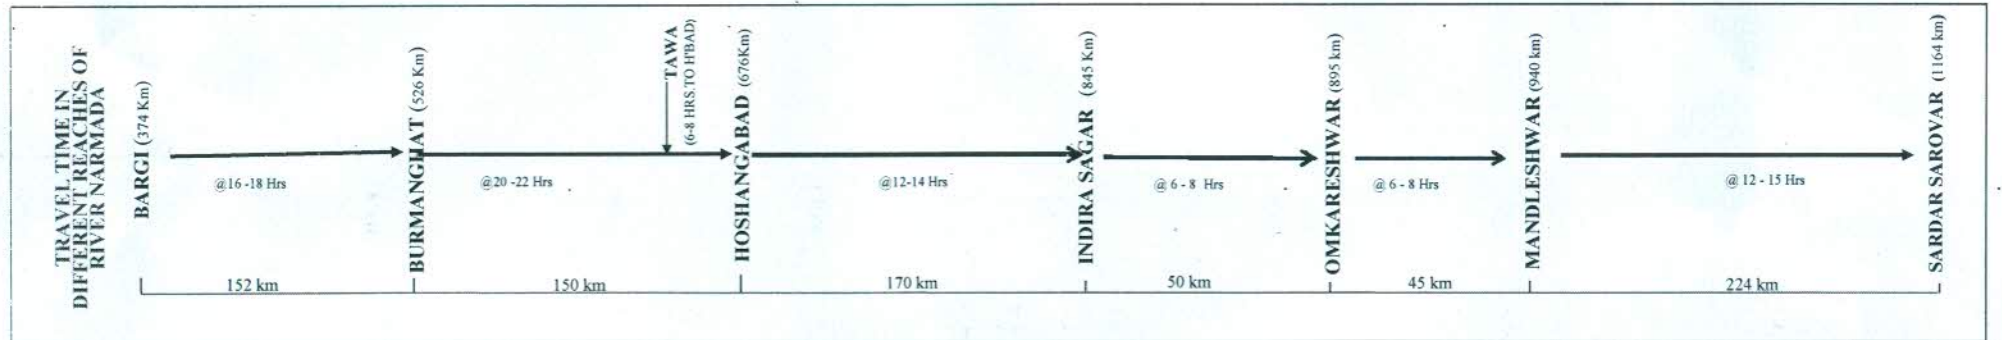 TRAVEL TIME IN
DIFFERENT REACHES OF
RIVER NARMADA
BARGI (374 Km)
@16 -18 Hrs
BURMANGHAT (526 Km)
@20 -22 Hrs
TAWA
(6-8 HRS.TO H'BAD)
HOSHANGABAD (676Km)
@12-14 Hrs
INDIRA SAGAR (845 Km)
@ 6 - 8 Hrs
OMKARESHWAR (895 km)
@ 6 - 8 Hrs
MANDLESHWAR (940 km)
@ 12 - 15 Hrs
SARDAR SAROVAR (1164 km)
152 km
150 km
170 km
50 km
45 km
224 km